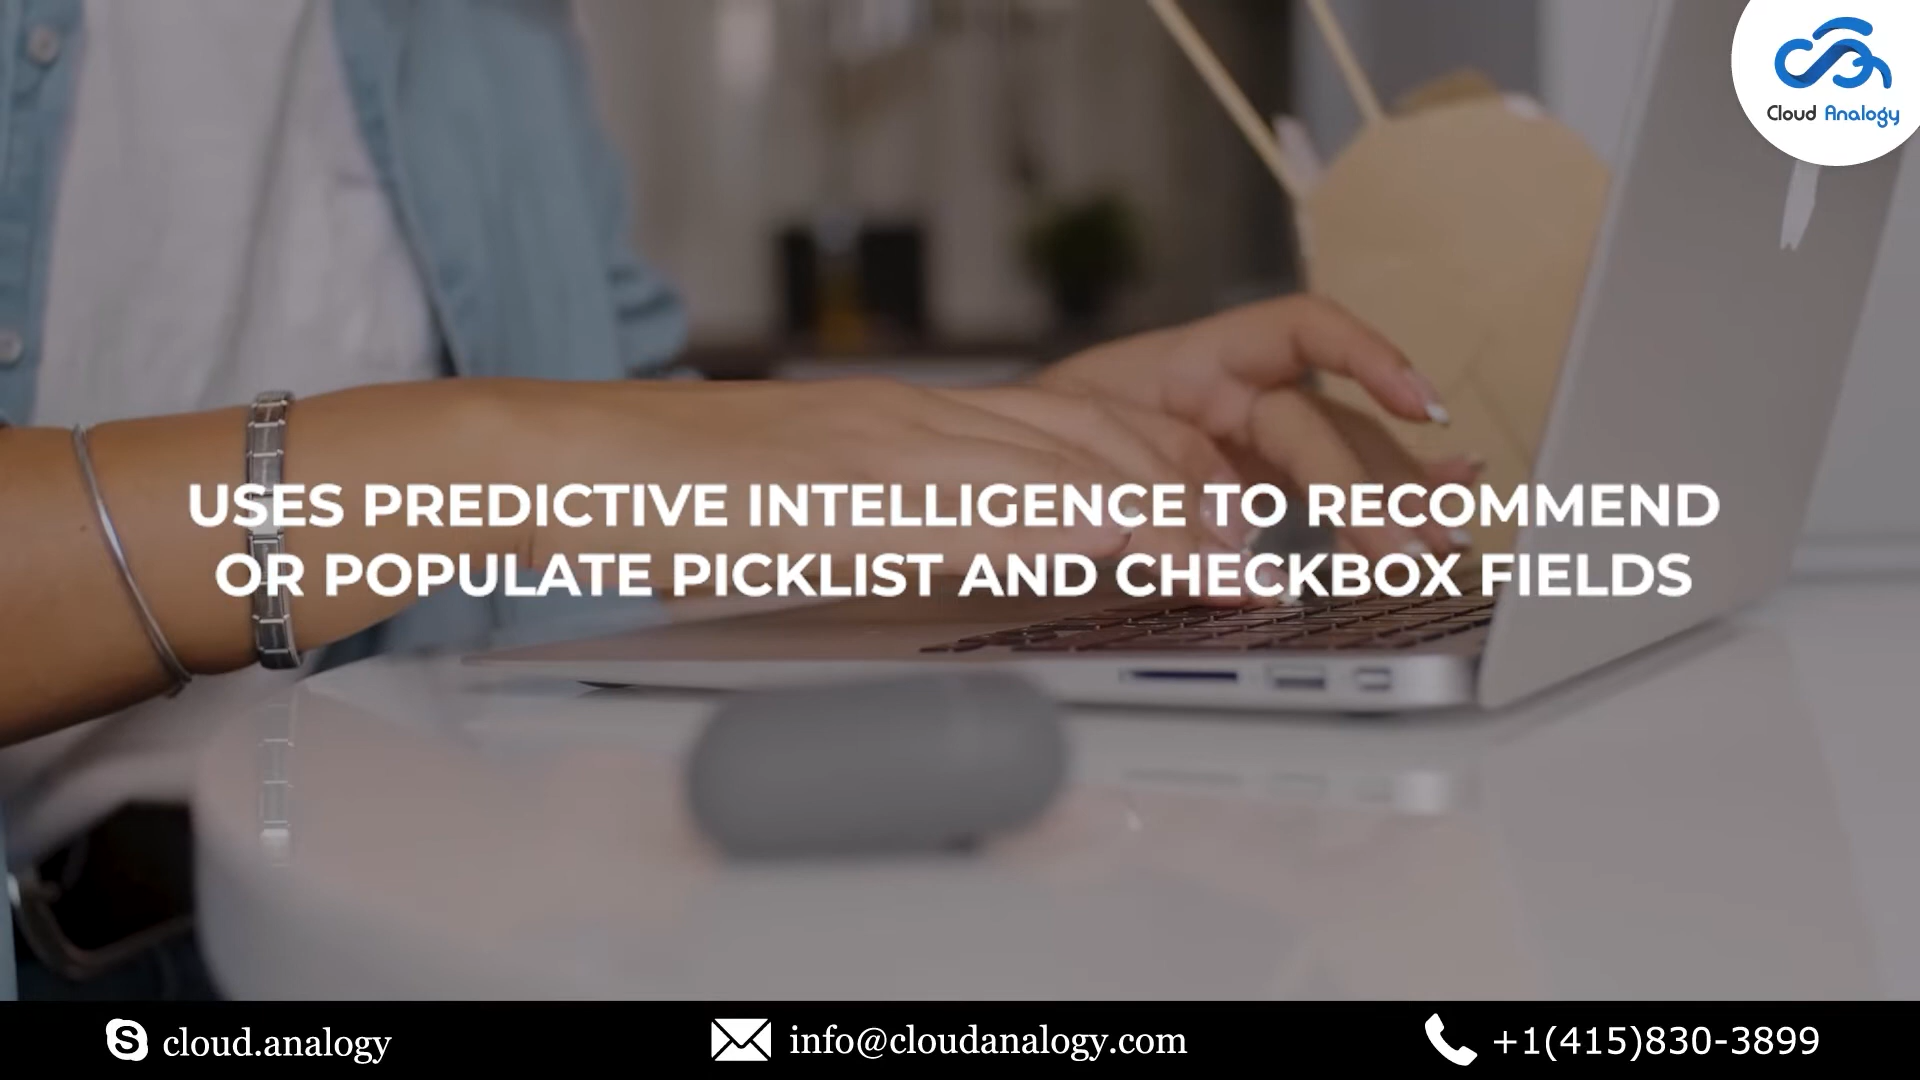 Cloud Analogy
USES PREDICTIVE INTELLIGENCE TO RECOMMEND
OR POPULATE PICKLIST AND CHECKBOX FIELDS
cloud.analogy
info@cloudanalogy.com
+1(415)830-3899